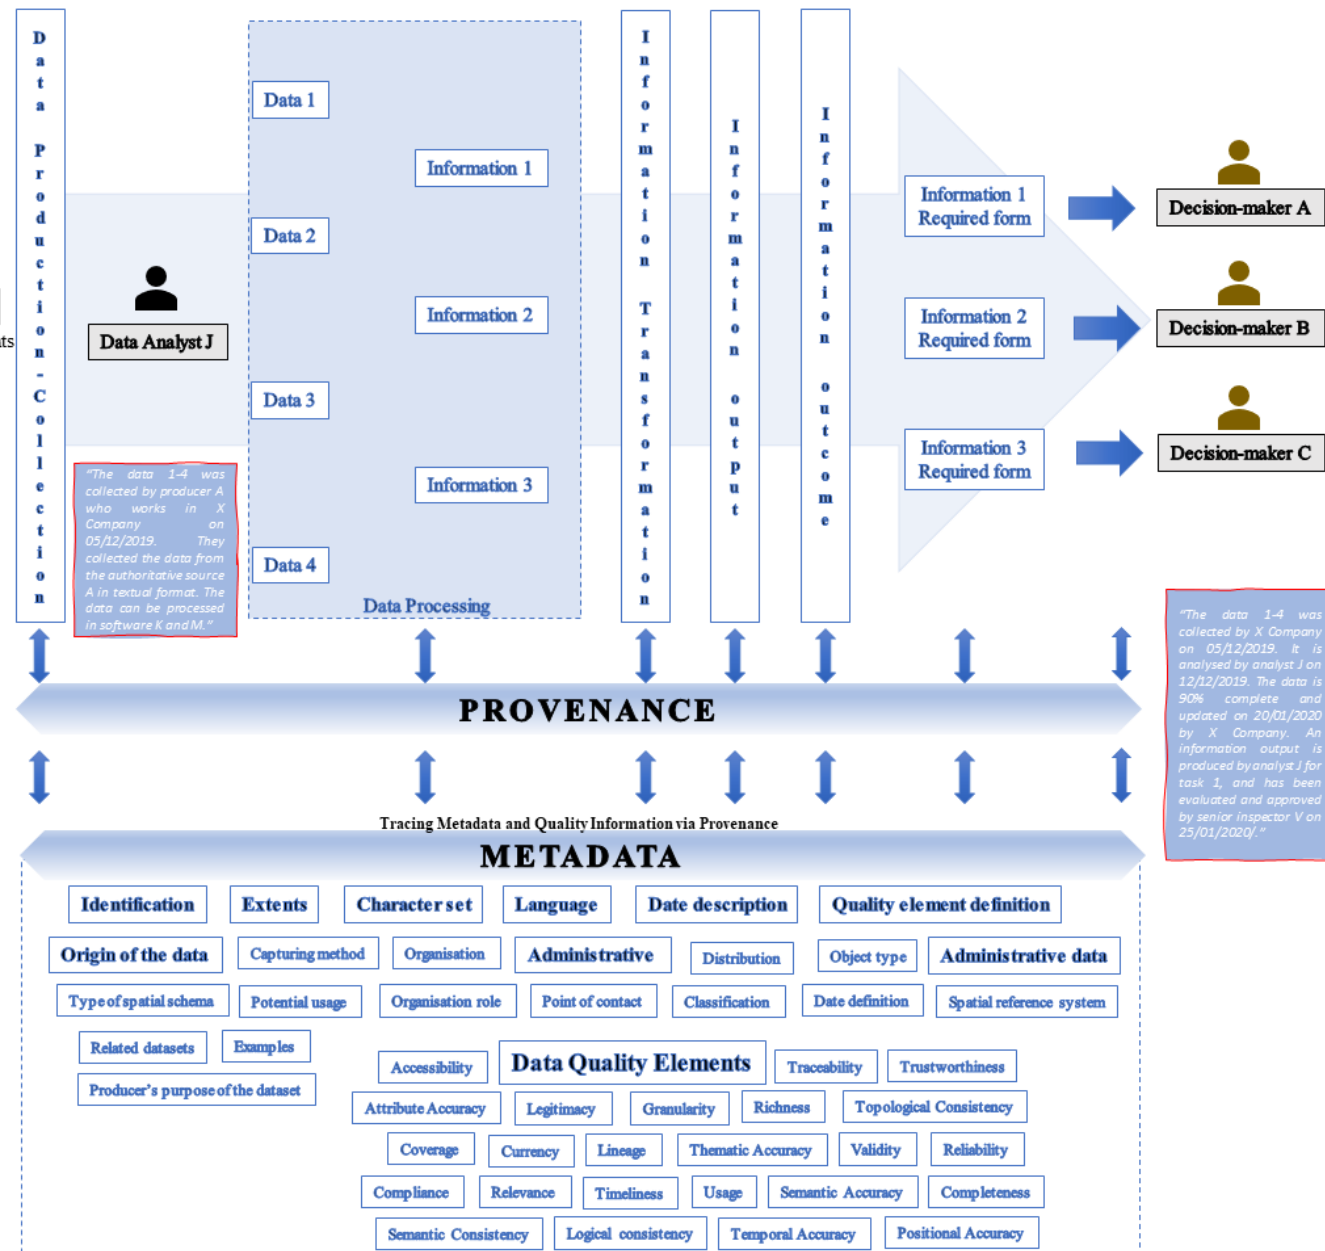 Data Production-Collection
nts
Data Analyst J
"The data 1-4 was
collected by producer A
who works in X
Company on
05/12/2019. They
collected the data from
the authoritative source
A in textual format. The
data can be processed
in software K and M."
Data 1
Data 2
Data 3
Data 4
Information 1
Information 2
Information 3
Data Processing
Information Transformation
Information output
Information outcome
Information 1
Required form
Information 2
Required form
Information 3
Required form
Decision-maker A
Decision-maker B
Decision-maker C
"The data 1-4 was
collected by X Company
on 05/12/2019. It is
analysed by analyst J on
12/12/2019. The data is
90% complete and
updated on 20/01/2020
by X Company. An
information output is
produced by analyst J for
task 1, and has been
evaluated and approved
by senior inspector V on
25/01/2020/."
PROVENANCE
Tracing Metadata and Quality Information via Provenance
METADATA
Identification Extents Character set Language Date description Quality element definition
Origin of the data Capturing method Organisation Administrative Distribution Object type Administrative data
Type of spatial schema Potential usage Organisation role Point of contact Classification Date definition Spatial reference system
Related datasets Examples
Producer's purpose of the dataset
Accessibility Data Quality Elements Traceability Trustworthiness
Attribute Accuracy Legitimacy Granularity Richness Topological Consistency
Coverage Currency Lineage Thematic Accuracy Validity Reliability
Compliance Relevance Timeliness Usage Semantic Accuracy Completeness
Semantic Consistency Logical consistency Temporal Accuracy Positional Accuracy